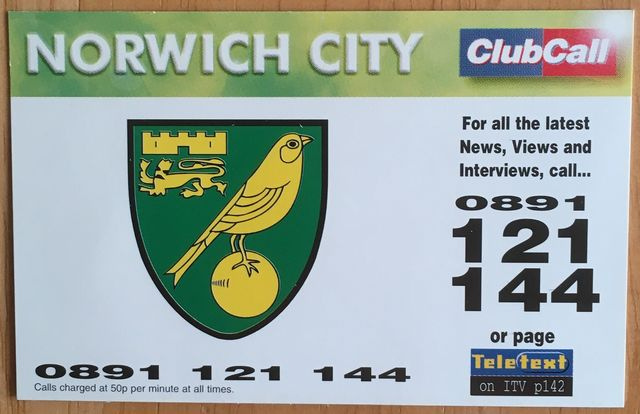 NORWICH CITY
ClubCall
For all the latest
News, Views and
Interviews, call...
0891
121
144
or page
Teletext
on ITV p142
0891 121 144
Calls charged at 50p per minute at all times.